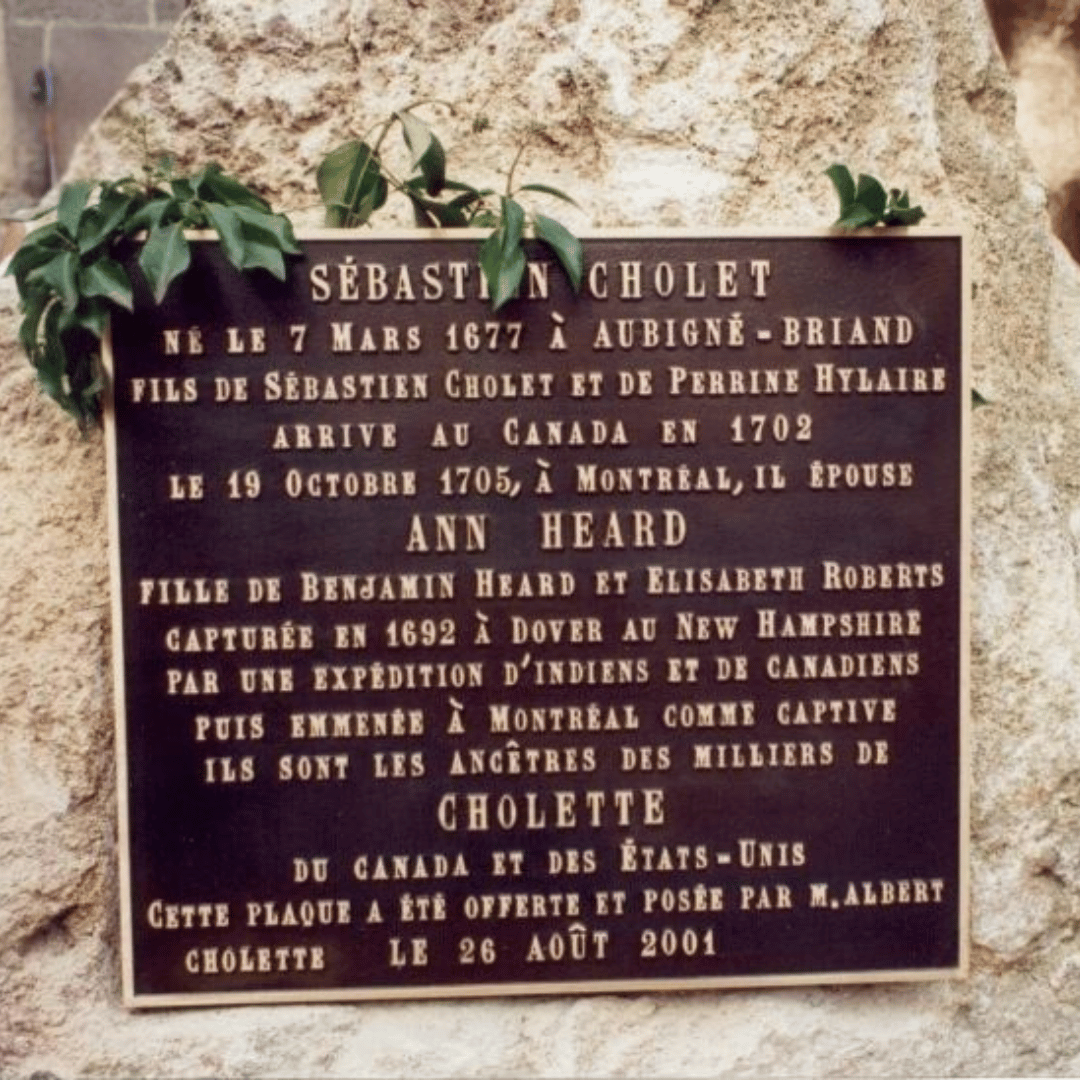 SÉBASTIEN CHOLET
NÉ LE 7 MARS 1677 À AUBIGNÉ-BRIAND
FILS DE SÉBASTIEN CHOLET ET DE PERRINE HYLAIRE
ARRIVE AU CANADA EN 1702
LE 19 OCTOBRE 1705, À MONTRÉAL, IL ÉPOUSE
ANN HEARD
FILLE DE BENJAMIN HEARD ET ELISABETH ROBERTS
CAPTURÉE EN 1692 À DOVER AU NEW HAMPSHIRE
PAR UNE EXPÉDITION D'INDIENS ET DE CANADIENS
PUIS EMMENÉE À MONTRÉAL COMME CAPTIVE
ILS SONT LES ANCÊTRES DES MILLIERS DE
CHOLETTE
DU CANADA ET DES ÉTATS-UNIS
CETTE PLAQUE A ÉTÉ OFFERTE ET POSÉE PAR M. ALBERT
CHOLETTE LE 26 AOÛT 2001